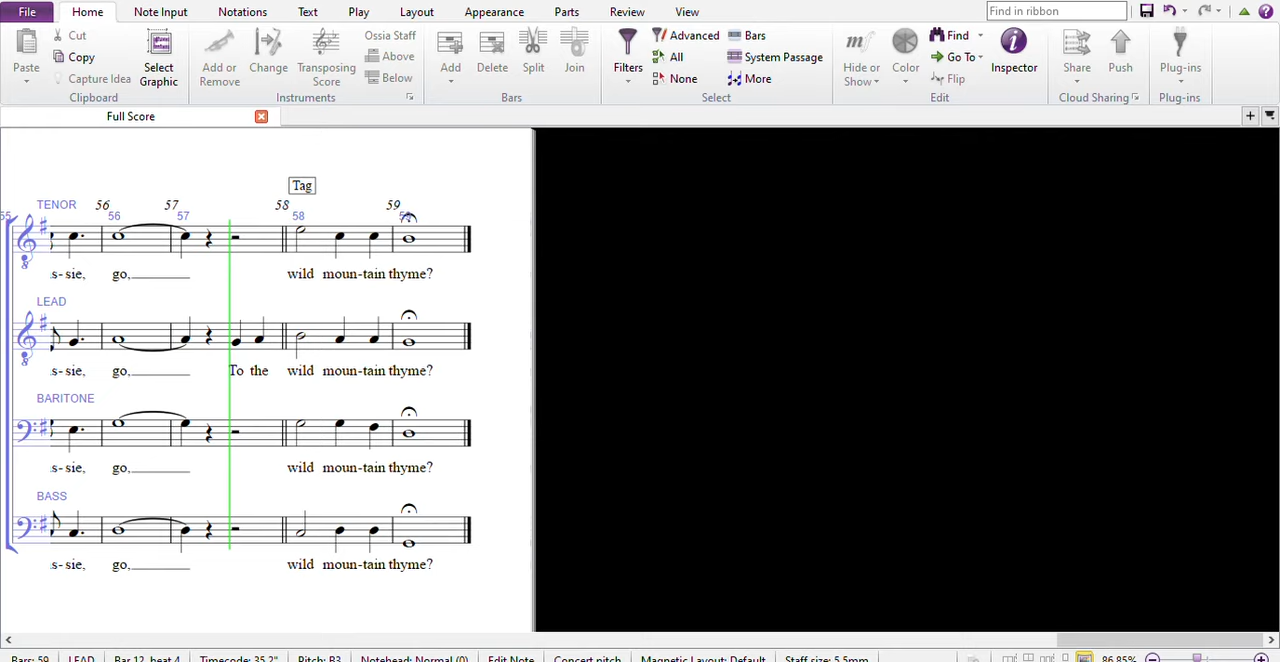 File Home Note Input Notations Text Play Layout Appearance Parts Review View Find in ribbon
Paste Cut Copy Capture Idea Select Graphic Clipboard
Add or Remove Change Transposing Score Ossia Staff Above Below Instruments
Add Delete Split Join Bars
Filters Advanced All None Bars System Passage More Select
Hide or Show Color Find Go To Flip Inspector Edit
Share Push Cloud Sharing
Plug-ins Plug-ins
Full Score
Tag
TENOR 56 57 58 59
55 56 57 58
s-sie, go, wild moun-tain thyme?
LEAD
s-sie, go, To the wild moun-tain thyme?
BARITONE
s-sie, go, wild moun-tain thyme?
BASS
s-sie, go, wild moun-tain thyme?
Bars: 59 LEAD Bar 12, beat 4 Timecode: 35.2" Pitch: B3 Notehead: Normal (0) Edit Note Concert pitch Magnetic Layout: Default Staff size: 5.5mm 86.85%